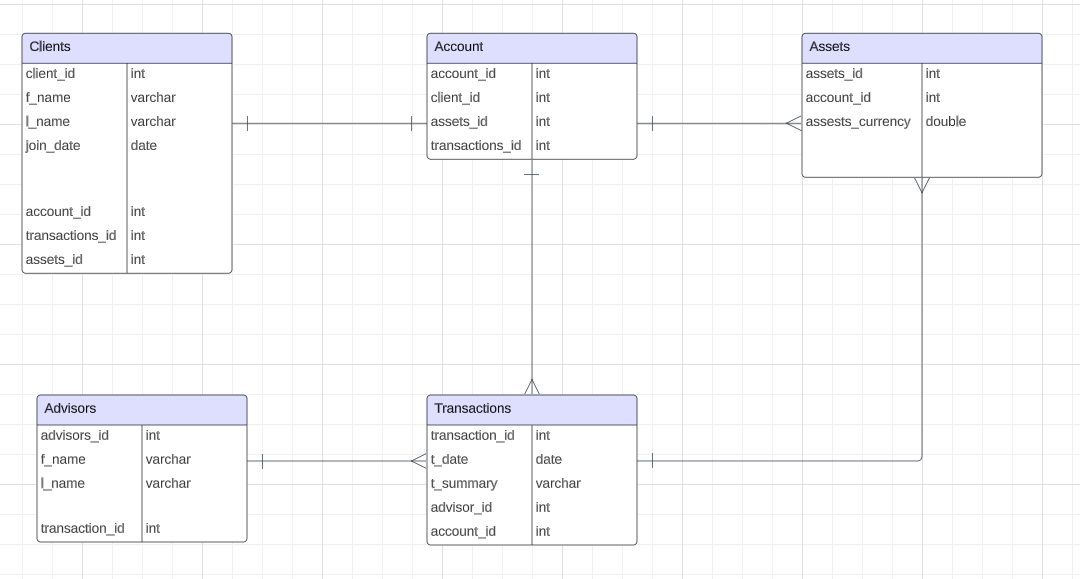 Clients
client_id int
f_name varchar
l_name varchar
join_date date
account_id int
transactions_id int
assets_id int
Account
account_id int
client_id int
assets_id int
transactions_id int
Assets
assets_id int
account_id int
assests_currency double
Advisors
advisors_id int
f_name varchar
l_name varchar
transaction_id int
Transactions
transaction_id int
t_date date
t_summary varchar
advisor_id int
account_id int